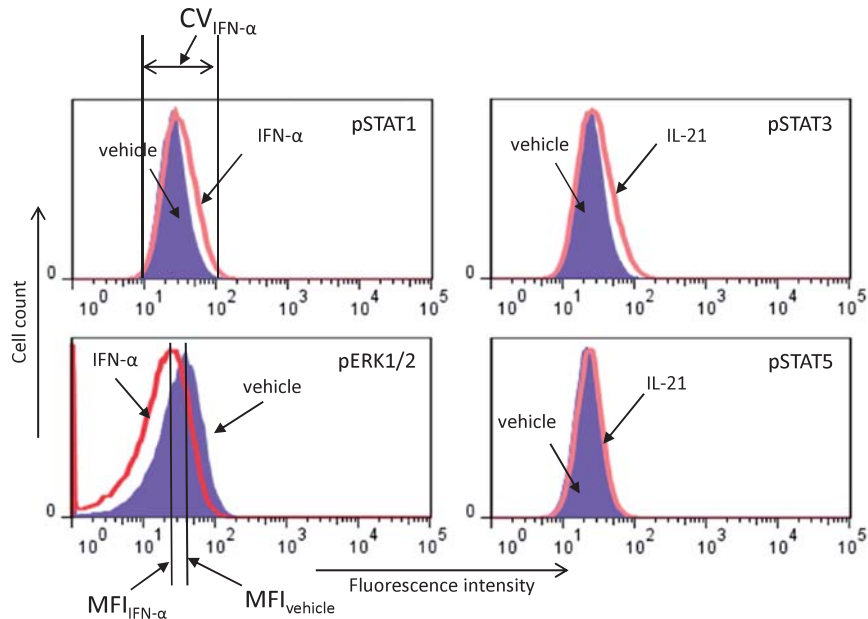 CV_IFN-α
pSTAT1
vehicle
IFN-α
0
10^0 10^1 10^2 10^3 10^4 10^5
pSTAT3
vehicle
IL-21
0
10^0 10^1 10^2 10^3 10^4 10^5
Cell count
pERK1/2
IFN-α
vehicle
0
10^0 10^1 10^2 10^3 10^4 10^5
pSTAT5
IL-21
vehicle
0
10^0 10^1 10^2 10^3 10^4 10^5
MFI_IFN-α
MFI_vehicle
Fluorescence intensity